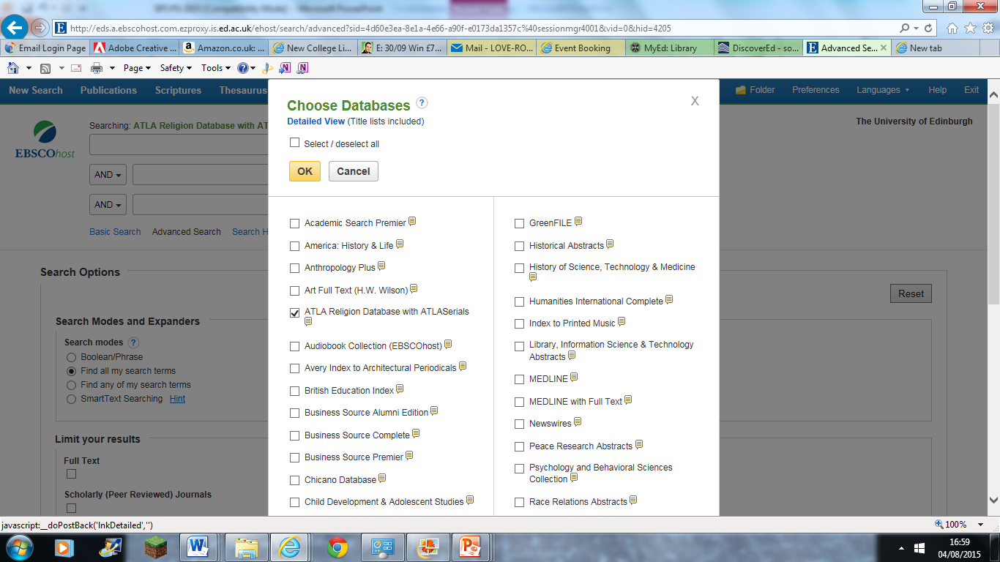 http://eds.a.ebscohost.com.ezproxy.is.ed.ac.uk/ehost/search/advanced?sid=4d60e3ea-8e1a-4e66-a90f-e0173da1357c%40sessionmgr4001&vid=0&hid=4205
Email Login Page Adobe Creative ... Amazon.co.uk: ... New College Li... E: 30/09 Win £7... Mail - LOVE-RO... Event Booking MyEd: Library DiscoverEd - so... Advanced Se... New tab
Page Safety Tools
New Search Publications Scriptures Thesaurus Folder Preferences Languages Help Exit
Choose Databases ? X
Detailed View (Title lists included)
The University of Edinburgh
Searching: ATLA Religion Database with AT
EBSCOhost
Select / deselect all
OK Cancel
AND
AND
Basic Search Advanced Search Search H
Search Options
Reset
Search Modes and Expanders
Search modes ?
Boolean/Phrase
Find all my search terms
Find any of my search terms
SmartText Searching Hint
Limit your results
Full Text
Scholarly (Peer Reviewed) Journals
Academic Search Premier
America: History & Life
Anthropology Plus
Art Full Text (H.W. Wilson)
ATLA Religion Database with ATLASerials
Audiobook Collection (EBSCOhost)
Avery Index to Architectural Periodicals
British Education Index
Business Source Alumni Edition
Business Source Complete
Business Source Premier
Chicano Database
Child Development & Adolescent Studies
GreenFILE
Historical Abstracts
History of Science, Technology & Medicine
Humanities International Complete
Index to Printed Music
Library, Information Science & Technology
Abstracts
MEDLINE
MEDLINE with Full Text
Newswires
Peace Research Abstracts
Psychology and Behavioral Sciences
Collection
Race Relations Abstracts
javascript:__doPostBack('lnkDetailed','')
100%
16:59
04/08/2015